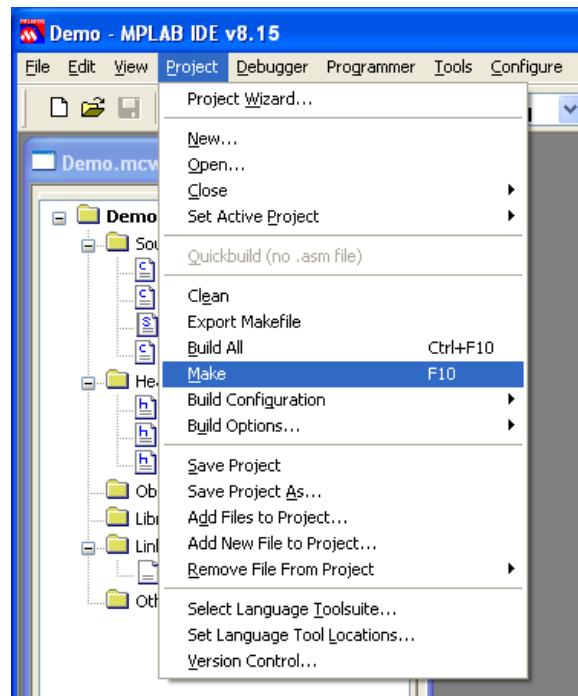 Demo - MPLAB IDE v8.15
File Edit View Project Debugger Programmer Tools Configure
Project Wizard...
Demo.mcw
New...
Open...
Close
Demo
Set Active Project
Quickbuild (no .asm file)
Clean
Export Makefile
Build All Ctrl+F10
Make F10
Build Configuration
Build Options...
Save Project
Save Project As...
Add Files to Project...
Add New File to Project...
Remove File From Project
Select Language Toolsuite...
Set Language Tool Locations...
Version Control...